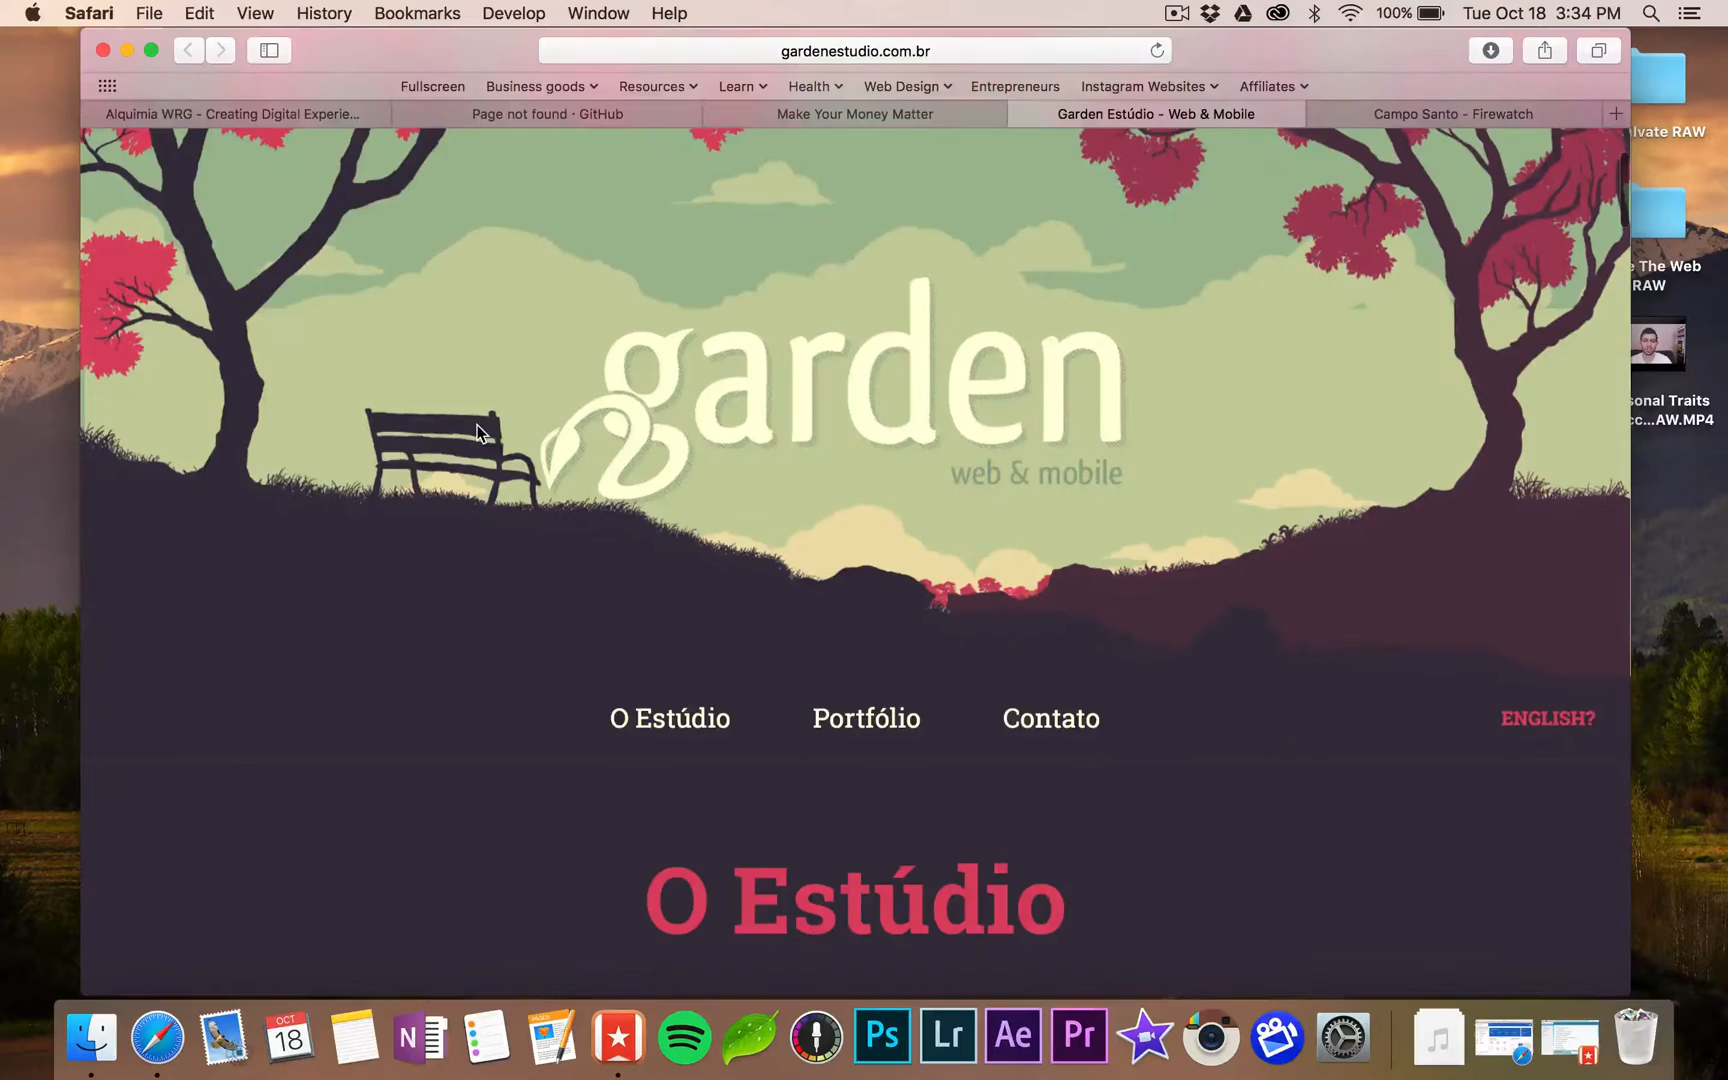 Safari File Edit View History Bookmarks Develop Window Help 100% Tue Oct 18 3:34 PM
gardenestudio.com.br
Fullscreen Business goods Resources Learn Health Web Design Entrepreneurs Instagram Websites Affiliates
Alquimia WRG - Creating Digital Experie... Page not found · GitHub Make Your Money Matter Garden Estúdio - Web & Mobile Campo Santo - Firewatch
lvate RAW
garden
web & mobile
e The Web
RAW
onal Traits
cc...AW.MP4
O Estúdio Portfólio Contato ENGLISH?
O Estúdio
OCT
18
N
PAGES
Ps
Lr
Ae
Pr